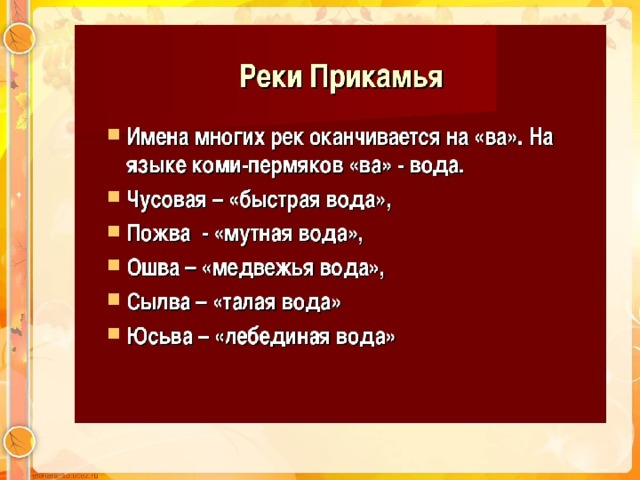 Реки Прикамья
Имена многих рек оканчивается на «ва». На
языке коми-пермяков «ва» - вода.
Чусовая – «быстрая вода»,
Пожва - «мутная вода»,
Ошва – «медвежья вода»,
Сылва – «талая вода»
Юсьва – «лебединая вода»